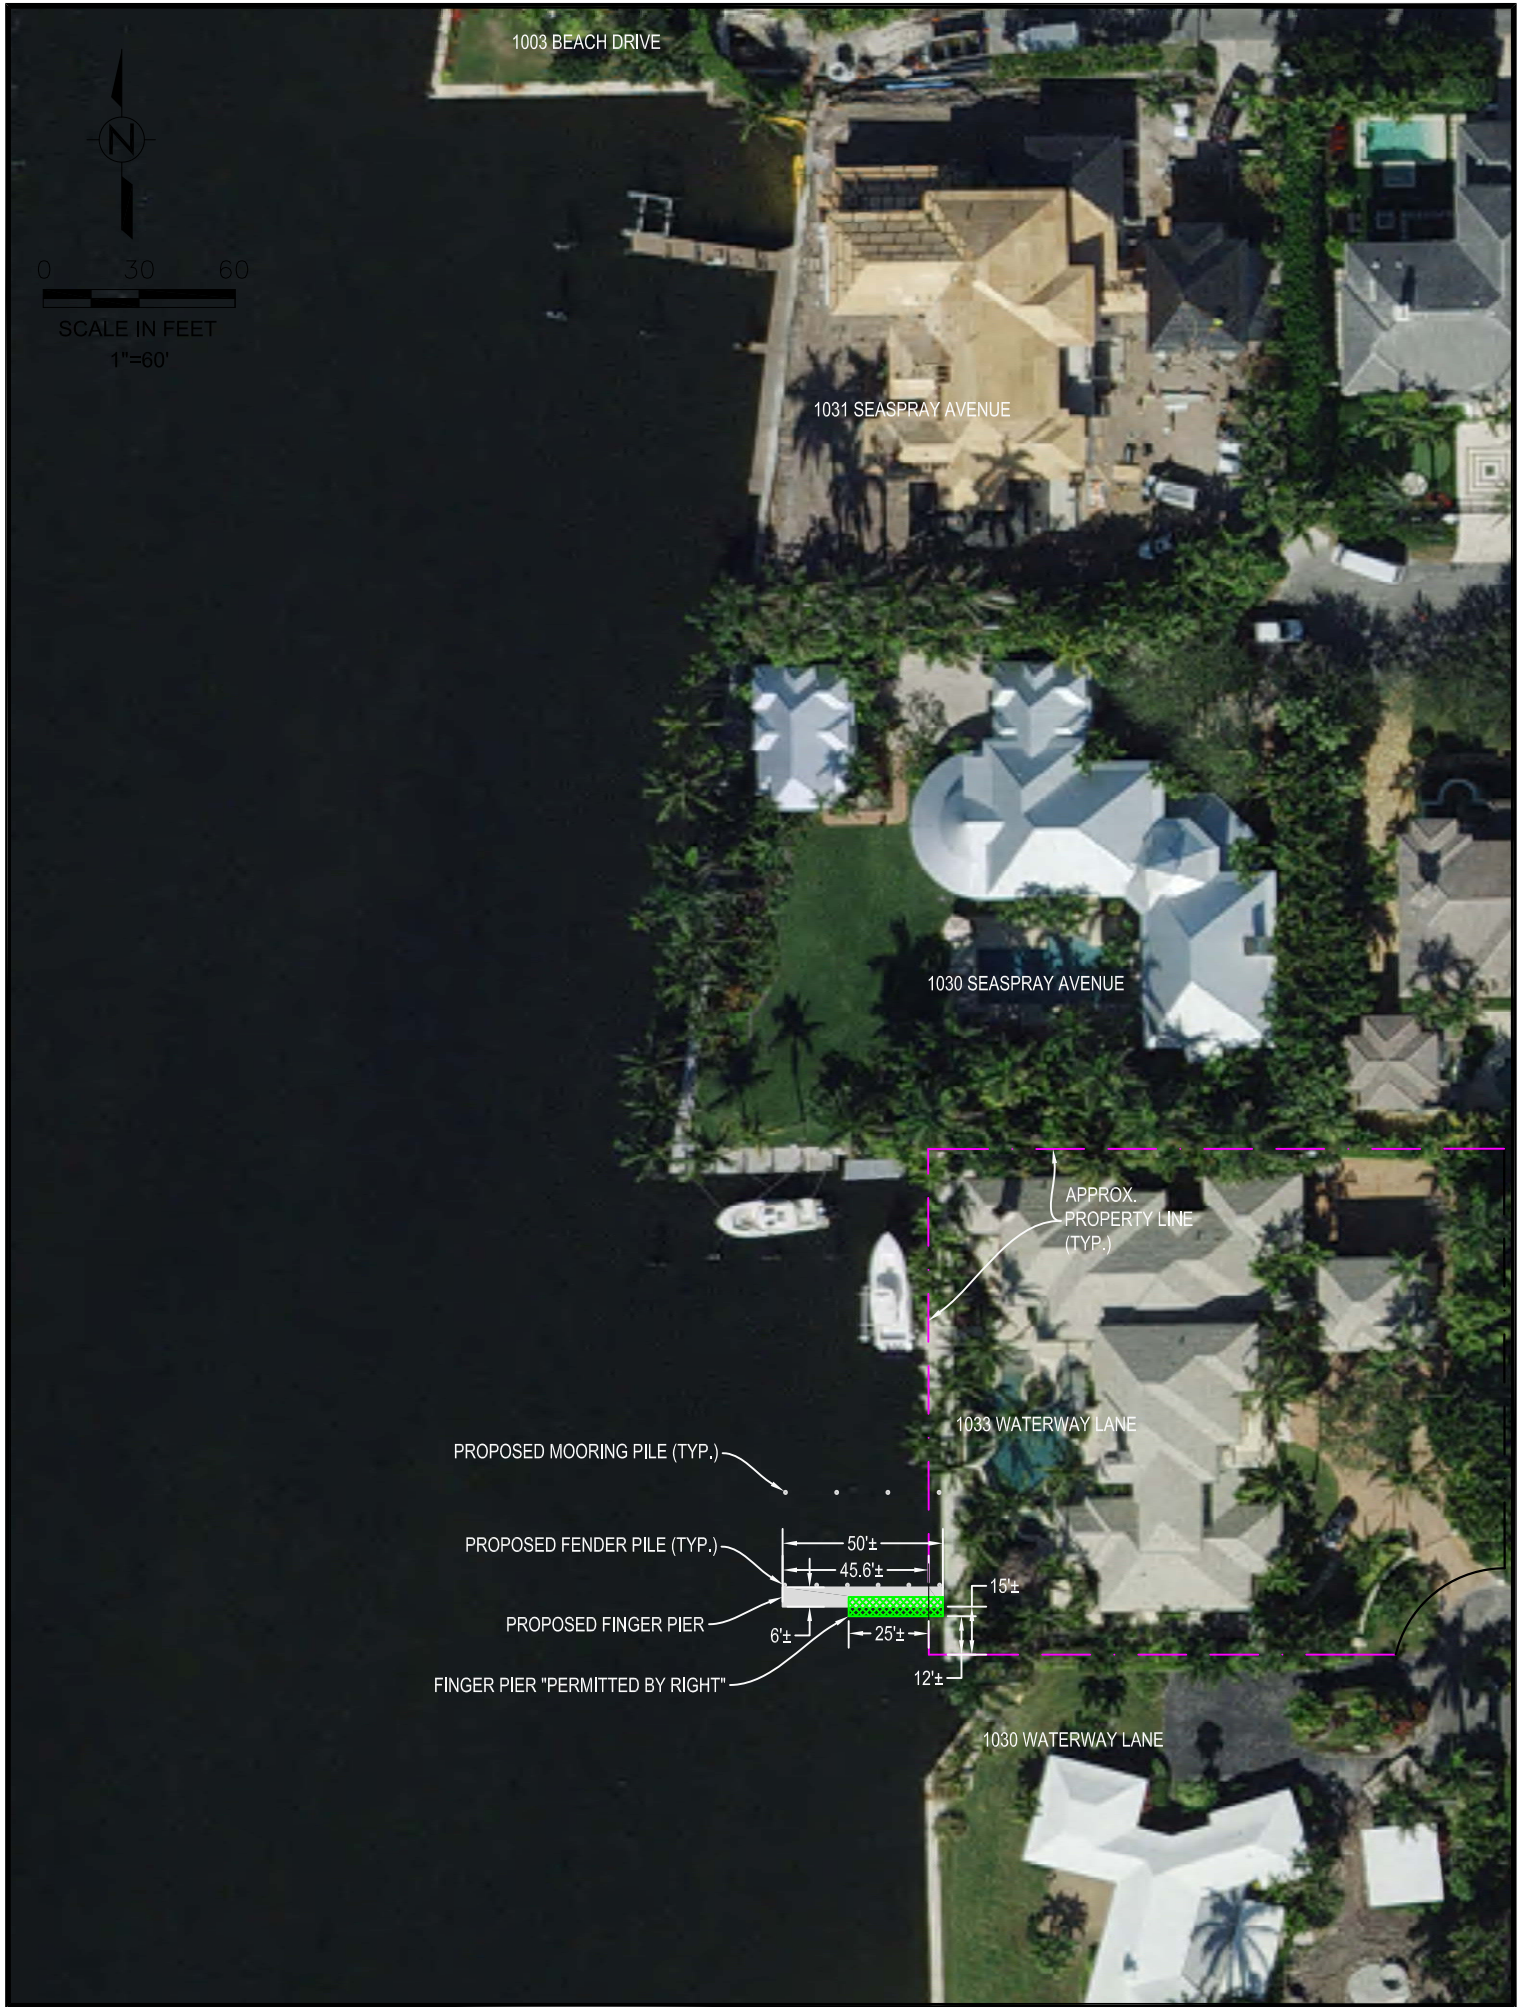 1003 BEACH DRIVE
N
0 30 60
SCALE IN FEET
1"=60'
1031 SEASPRAY AVENUE
1030 SEASPRAY AVENUE
APPROX.
PROPERTY LINE
(TYP.)
1033 WATERWAY LANE
PROPOSED MOORING PILE (TYP.)
50'±
PROPOSED FENDER PILE (TYP.)
45.6'±
15'±
PROPOSED FINGER PIER
6'±
25'±
12'±
FINGER PIER "PERMITTED BY RIGHT"
1030 WATERWAY LANE